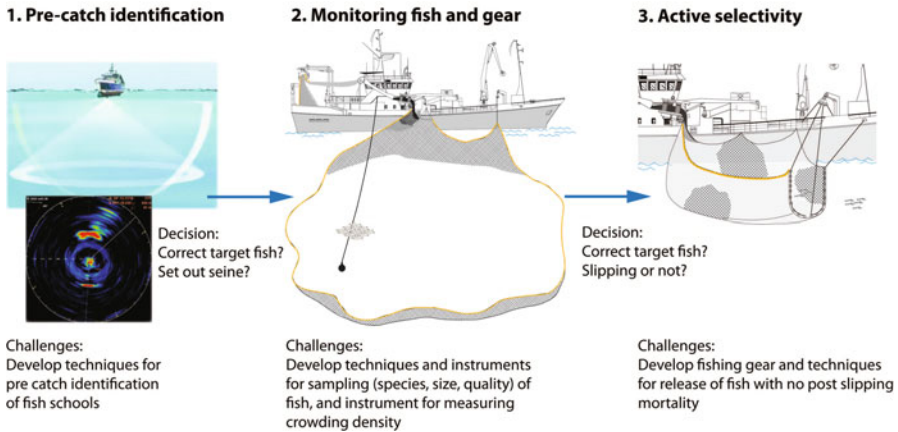 1. Pre-catch identification
2. Monitoring fish and gear
3. Active selectivity
Decision:
Correct target fish?
Set out seine?
Decision:
Correct target fish?
Slipping or not?
Challenges:
Develop techniques for
pre catch identification
of fish schools
Challenges:
Develop techniques and instruments
for sampling (species, size, quality) of
fish, and instrument for measuring
crowding density
Challenges:
Develop fishing gear and techniques
for release of fish with no post slipping
mortality